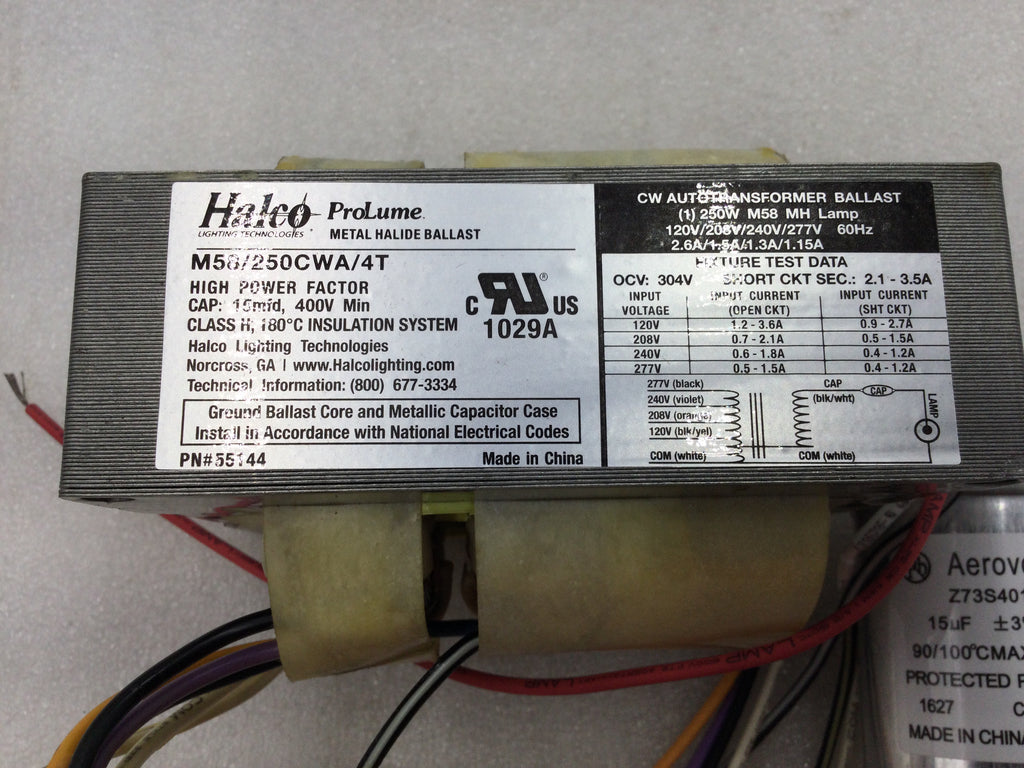 Halco ProLume.
LIGHTING TECHNOLOGIES®
METAL HALIDE BALLAST
M58/250CWA/4T
HIGH POWER FACTOR
CAP: 15mfd, 400V Min
CLASS H, 180°C INSULATION SYSTEM
Halco Lighting Technologies
Norcross, GA | www.Halcolighting.com
Technical Information: (800) 677-3334
C RU® US
1029A
Ground Ballast Core and Metallic Capacitor Case
Install in Accordance with National Electrical Codes
PN#55144 Made in China
CW AUTOTRANSFORMER BALLAST
(1) 250W M58 MH Lamp
120V/208V/240V/277V 60Hz
2.6A/1.5A/1.3A/1.15A
FIXTURE TEST DATA
OCV: 304V SHORT CKT SEC.: 2.1 - 3.5A
INPUT VOLTAGE INPUT CURRENT (OPEN CKT) INPUT CURRENT (SHT CKT)
120V 1.2 - 3.6A 0.9 - 2.7A
208V 0.7 - 2.1A 0.5 - 1.5A
240V 0.6 - 1.8A 0.4 - 1.2A
277V 0.5 - 1.5A 0.4 - 1.2A
277V (black) CAP CAP
240V (violet) (blk/wht)
208V (orange) LAMP
120V (blk/yel)
COM (white) COM (white)
LAMP
LAMP
LAMP
Aerov
Z73S401
15uF ±3
90/100°CMAX
PROTECTED
1627 C
MADE IN CHINA